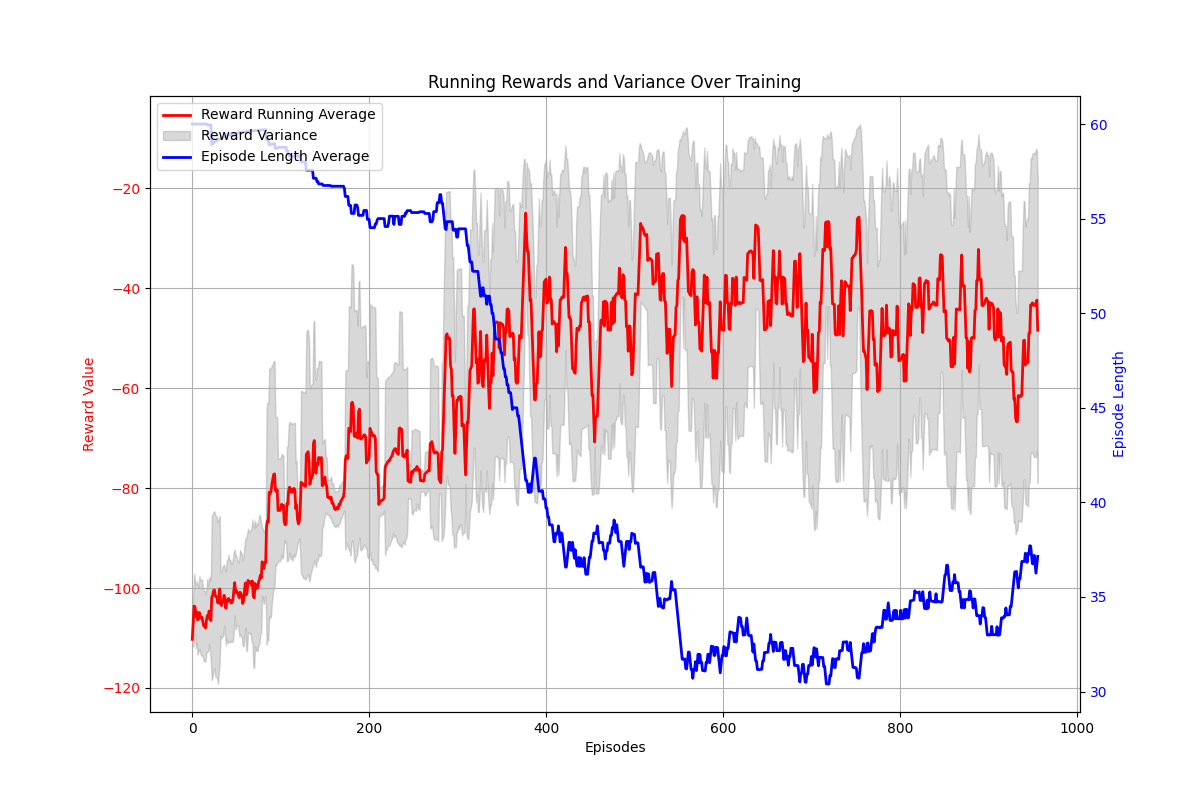 Running Rewards and Variance Over Training
Reward Running Average
Reward Variance
Episode Length Average
Reward Value
−20
−40
−60
−80
−100
−120
60
55
50
45
40
35
30
Episode Length
0 200 400 600 800 1000
Episodes